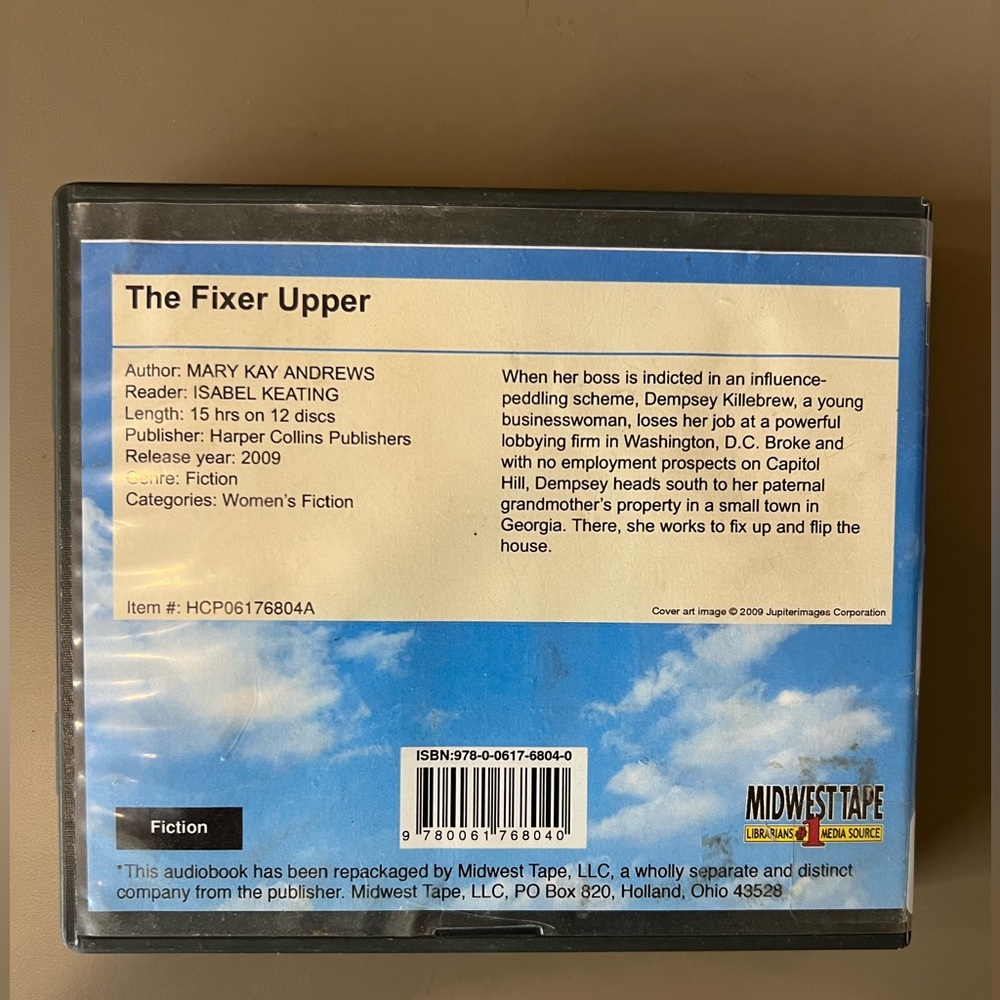 The Fixer Upper
Author: MARY KAY ANDREWS
Reader: ISABEL KEATING
Length: 15 hrs on 12 discs
Publisher: Harper Collins Publishers
Release year: 2009
Genre: Fiction
Categories: Women's Fiction
Item #: HCP06176804A
When her boss is indicted in an influence-
peddling scheme, Dempsey Killebrew, a young
businesswoman, loses her job at a powerful
lobbying firm in Washington, D.C. Broke and
with no employment prospects on Capitol
Hill, Dempsey heads south to her paternal
grandmother's property in a small town in
Georgia. There, she works to fix up and flip the
house.
Cover art image © 2009 Jupiterimages Corporation
ISBN:978-0-0617-6804-0
9 780061 768040
Fiction
MIDWEST TAPE
LIBRARIANS #1 MEDIA SOURCE
*This audiobook has been repackaged by Midwest Tape, LLC, a wholly separate and distinct
company from the publisher. Midwest Tape, LLC, PO Box 820, Holland, Ohio 43528